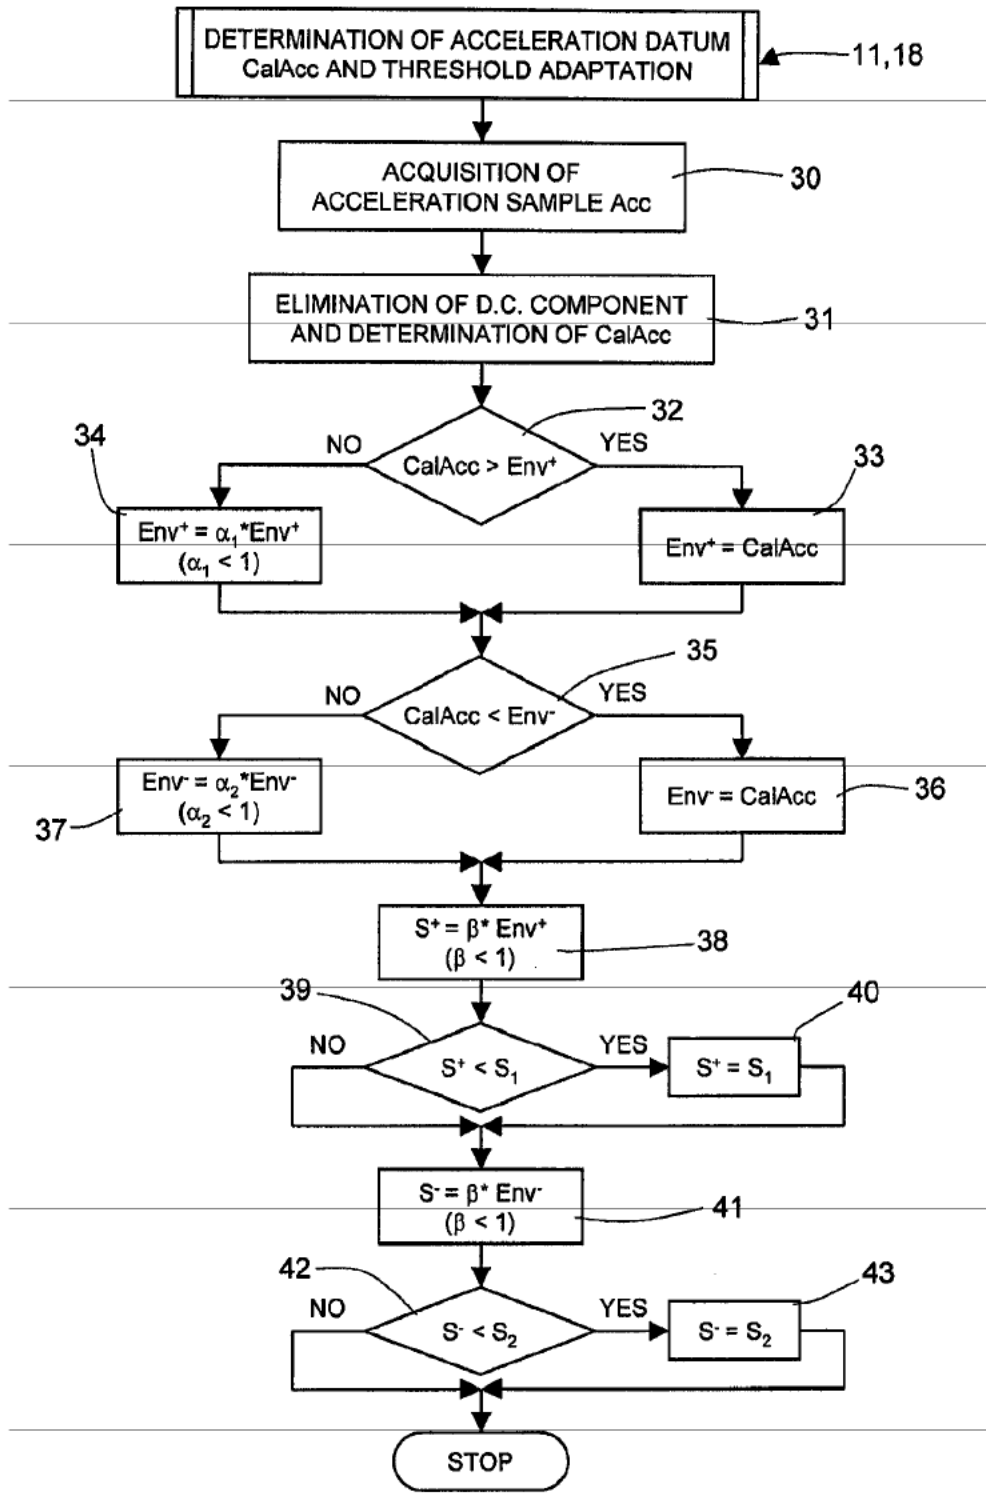 DETERMINATION OF ACCELERATION DATUM
CalAcc AND THRESHOLD ADAPTATION
11,18
ACQUISITION OF
ACCELERATION SAMPLE Acc
30
ELIMINATION OF D.C. COMPONENT
AND DETERMINATION OF CalAcc
31
32
CalAcc > Env⁺
NO
YES
34
Env⁺ = α₁*Env⁺
(α₁ < 1)
33
Env⁺ = CalAcc
35
CalAcc < Env⁻
NO
YES
Env⁻ = α₂*Env⁻
(α₂ < 1)
37
Env⁻ = CalAcc
36
S⁺ = β* Env⁺
(β < 1)
38
39
NO
S⁺ < S₁
YES
40
S⁺ = S₁
S⁻ = β* Env⁻
(β < 1)
41
42
NO
S⁻ < S₂
YES
43
S⁻ = S₂
STOP